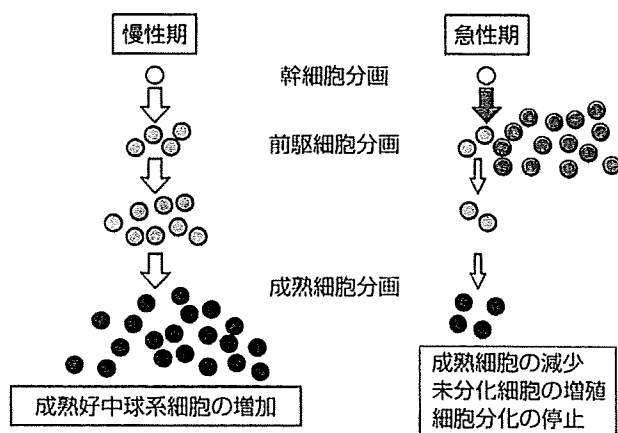 慢性期
急性期
幹細胞分画
前駆細胞分画
成熟細胞分画
成熟好中球系細胞の増加
成熟細胞の減少
未分化細胞の増殖
細胞分化の停止